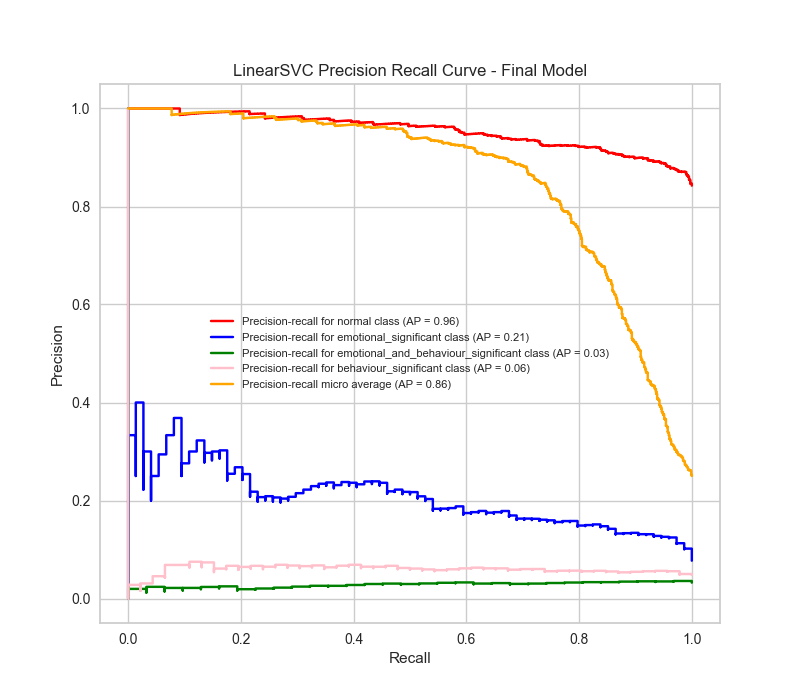 LinearSVC Precision Recall Curve - Final Model
1.0
0.8
0.6
0.4
0.2
0.0
Precision
Precision-recall for normal class (AP = 0.96)
Precision-recall for emotional_significant class (AP = 0.21)
Precision-recall for emotional_and_behaviour_significant class (AP = 0.03)
Precision-recall for behaviour_significant class (AP = 0.06)
Precision-recall micro average (AP = 0.86)
0.0 0.2 0.4 0.6 0.8 1.0
Recall